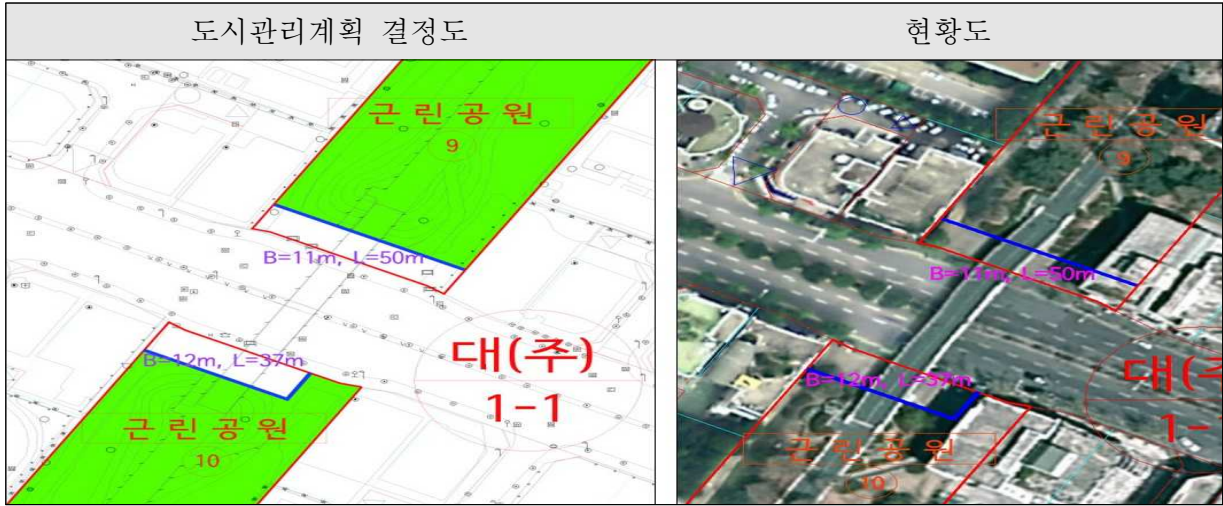 도시관리계획 결정도
현황도
근린공원
9
B=11m, L=50m
B=12m, L=37m
대(주)
1-1
근린공원
10
근린공원
9
B=11m, L=50m
B=12m, L=37m
대(주
1-
근린공원
10